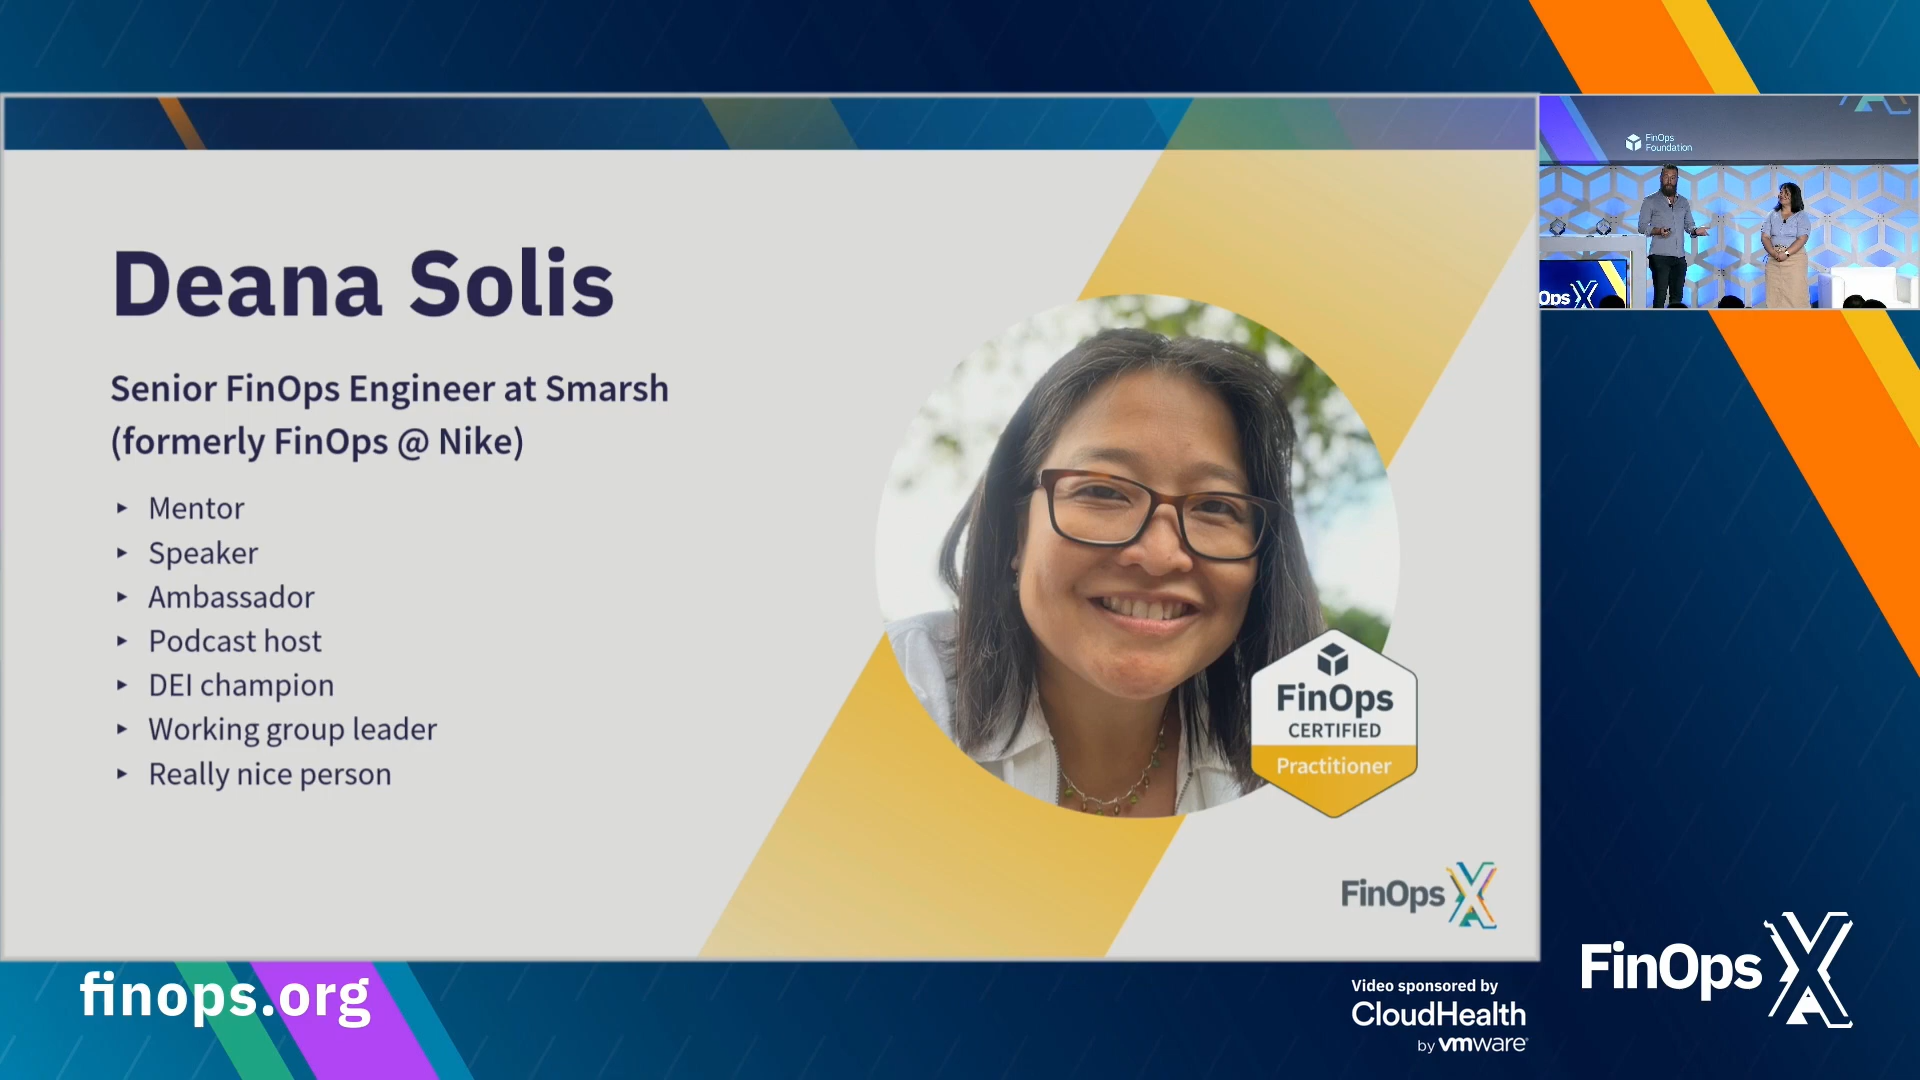 Deana Solis
Senior FinOps Engineer at Smarsh
(formerly FinOps @ Nike)
‣ Mentor
‣ Speaker
‣ Ambassador
‣ Podcast host
‣ DEI champion
‣ Working group leader
‣ Really nice person
FinOps
CERTIFIED
Practitioner
FinOps X
FinOps
Foundation
Ops X
finops.org
Video sponsored by
CloudHealth
by vmware®
FinOps X